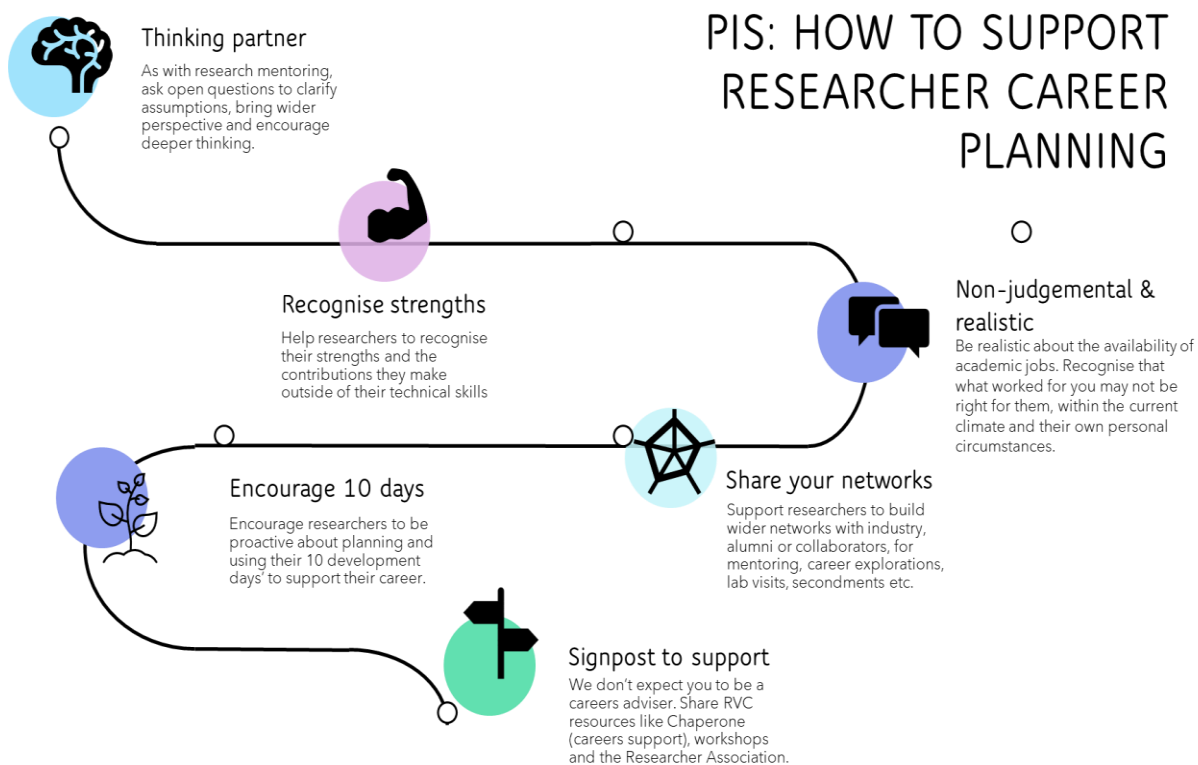 PIS: HOW TO SUPPORT
RESEARCHER CAREER
PLANNING
Thinking partner
As with research mentoring,
ask open questions to clarify
assumptions, bring wider
perspective and encourage
deeper thinking.
Recognise strengths
Help researchers to recognise
their strengths and the
contributions they make
outside of their technical skills
Non-judgemental &
realistic
Be realistic about the availability of
academic jobs. Recognise that
what worked for you may not be
right for them, within the current
climate and their own personal
circumstances.
Share your networks
Support researchers to build
wider networks with industry,
alumni or collaborators, for
mentoring, career explorations,
lab visits, secondments etc.
Encourage 10 days
Encourage researchers to be
proactive about planning and
using their 10 development
days’ to support their career.
Signpost to support
We don’t expect you to be a
careers adviser. Share RVC
resources like Chaperone
(careers support), workshops
and the Researcher Association.